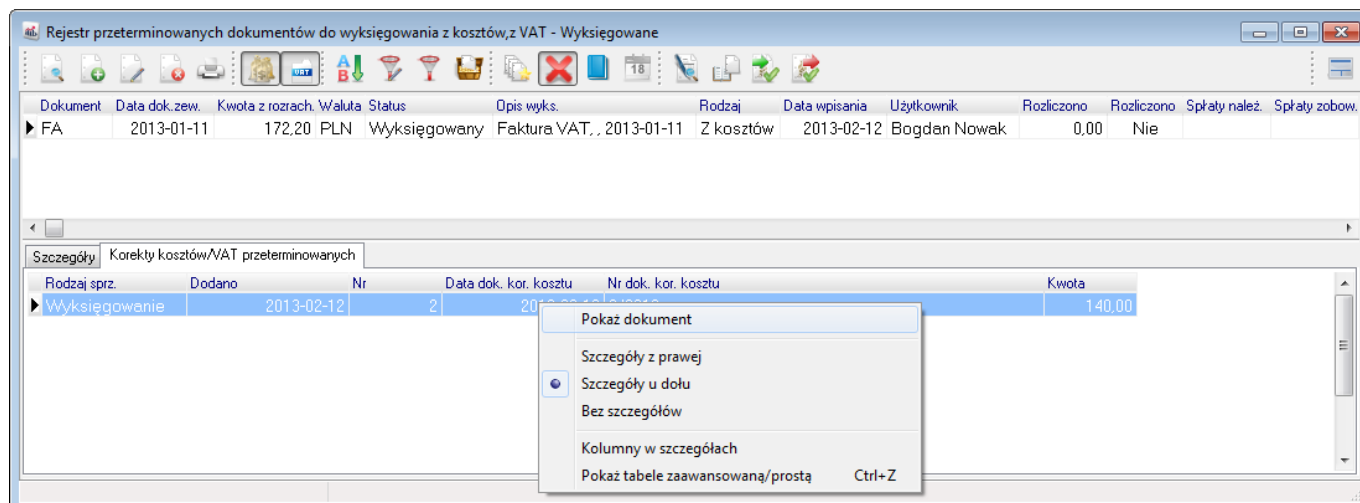 Rejestr przeterminowanych dokumentów do wyksięgowania z kosztów,z VAT - Wyksięgowane
A B VAT 18
Dokument Data dok.zew. Kwota z rozrach. Waluta Status Opis wyks. Rodzaj Data wpisania Użytkownik Rozliczono Rozliczono Spłaty należ. Spłaty zobow.
FA 2013-01-11 172,20 PLN Wyksięgowany Faktura VAT, , 2013-01-11 Z kosztów 2013-02-12 Bogdan Nowak 0,00 Nie
Szczegóły Korekty kosztów/VAT przeterminowanych
Rodzaj sprz. Dodano Nr Data dok. kor. kosztu Nr dok. kor. kosztu Kwota
Wyksięgowanie 2013-02-12 2 140,00
Pokaż dokument
Szczegóły z prawej
Szczegóły u dołu
Bez szczegółów
Kolumny w szczegółach
Pokaż tabele zaawansowaną/prostą Ctrl+Z